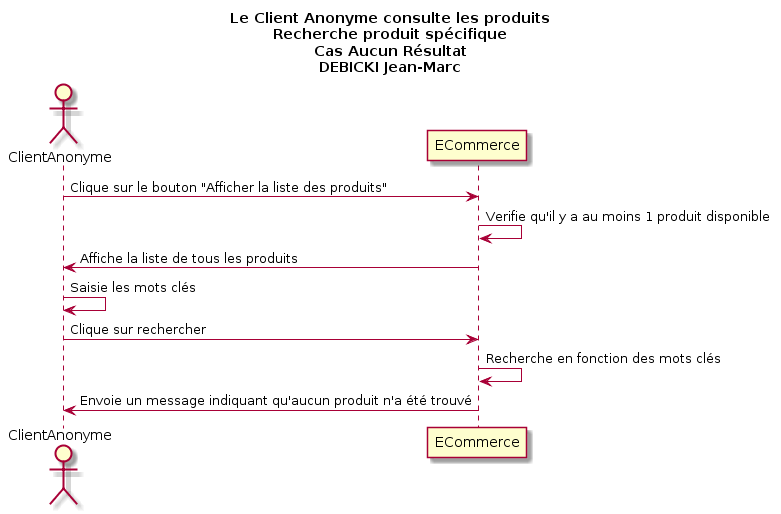 Le Client Anonyme consulte les produits
Recherche produit spécifique
Cas Aucun Résultat
DEBICKI Jean-Marc
ClientAnonyme
ECommerce
Clique sur le bouton "Afficher la liste des produits"
Verifie qu'il y a au moins 1 produit disponible
Affiche la liste de tous les produits
Saisie les mots clés
Clique sur rechercher
Recherche en fonction des mots clés
Envoie un message indiquant qu'aucun produit n'a été trouvé
ClientAnonyme
ECommerce